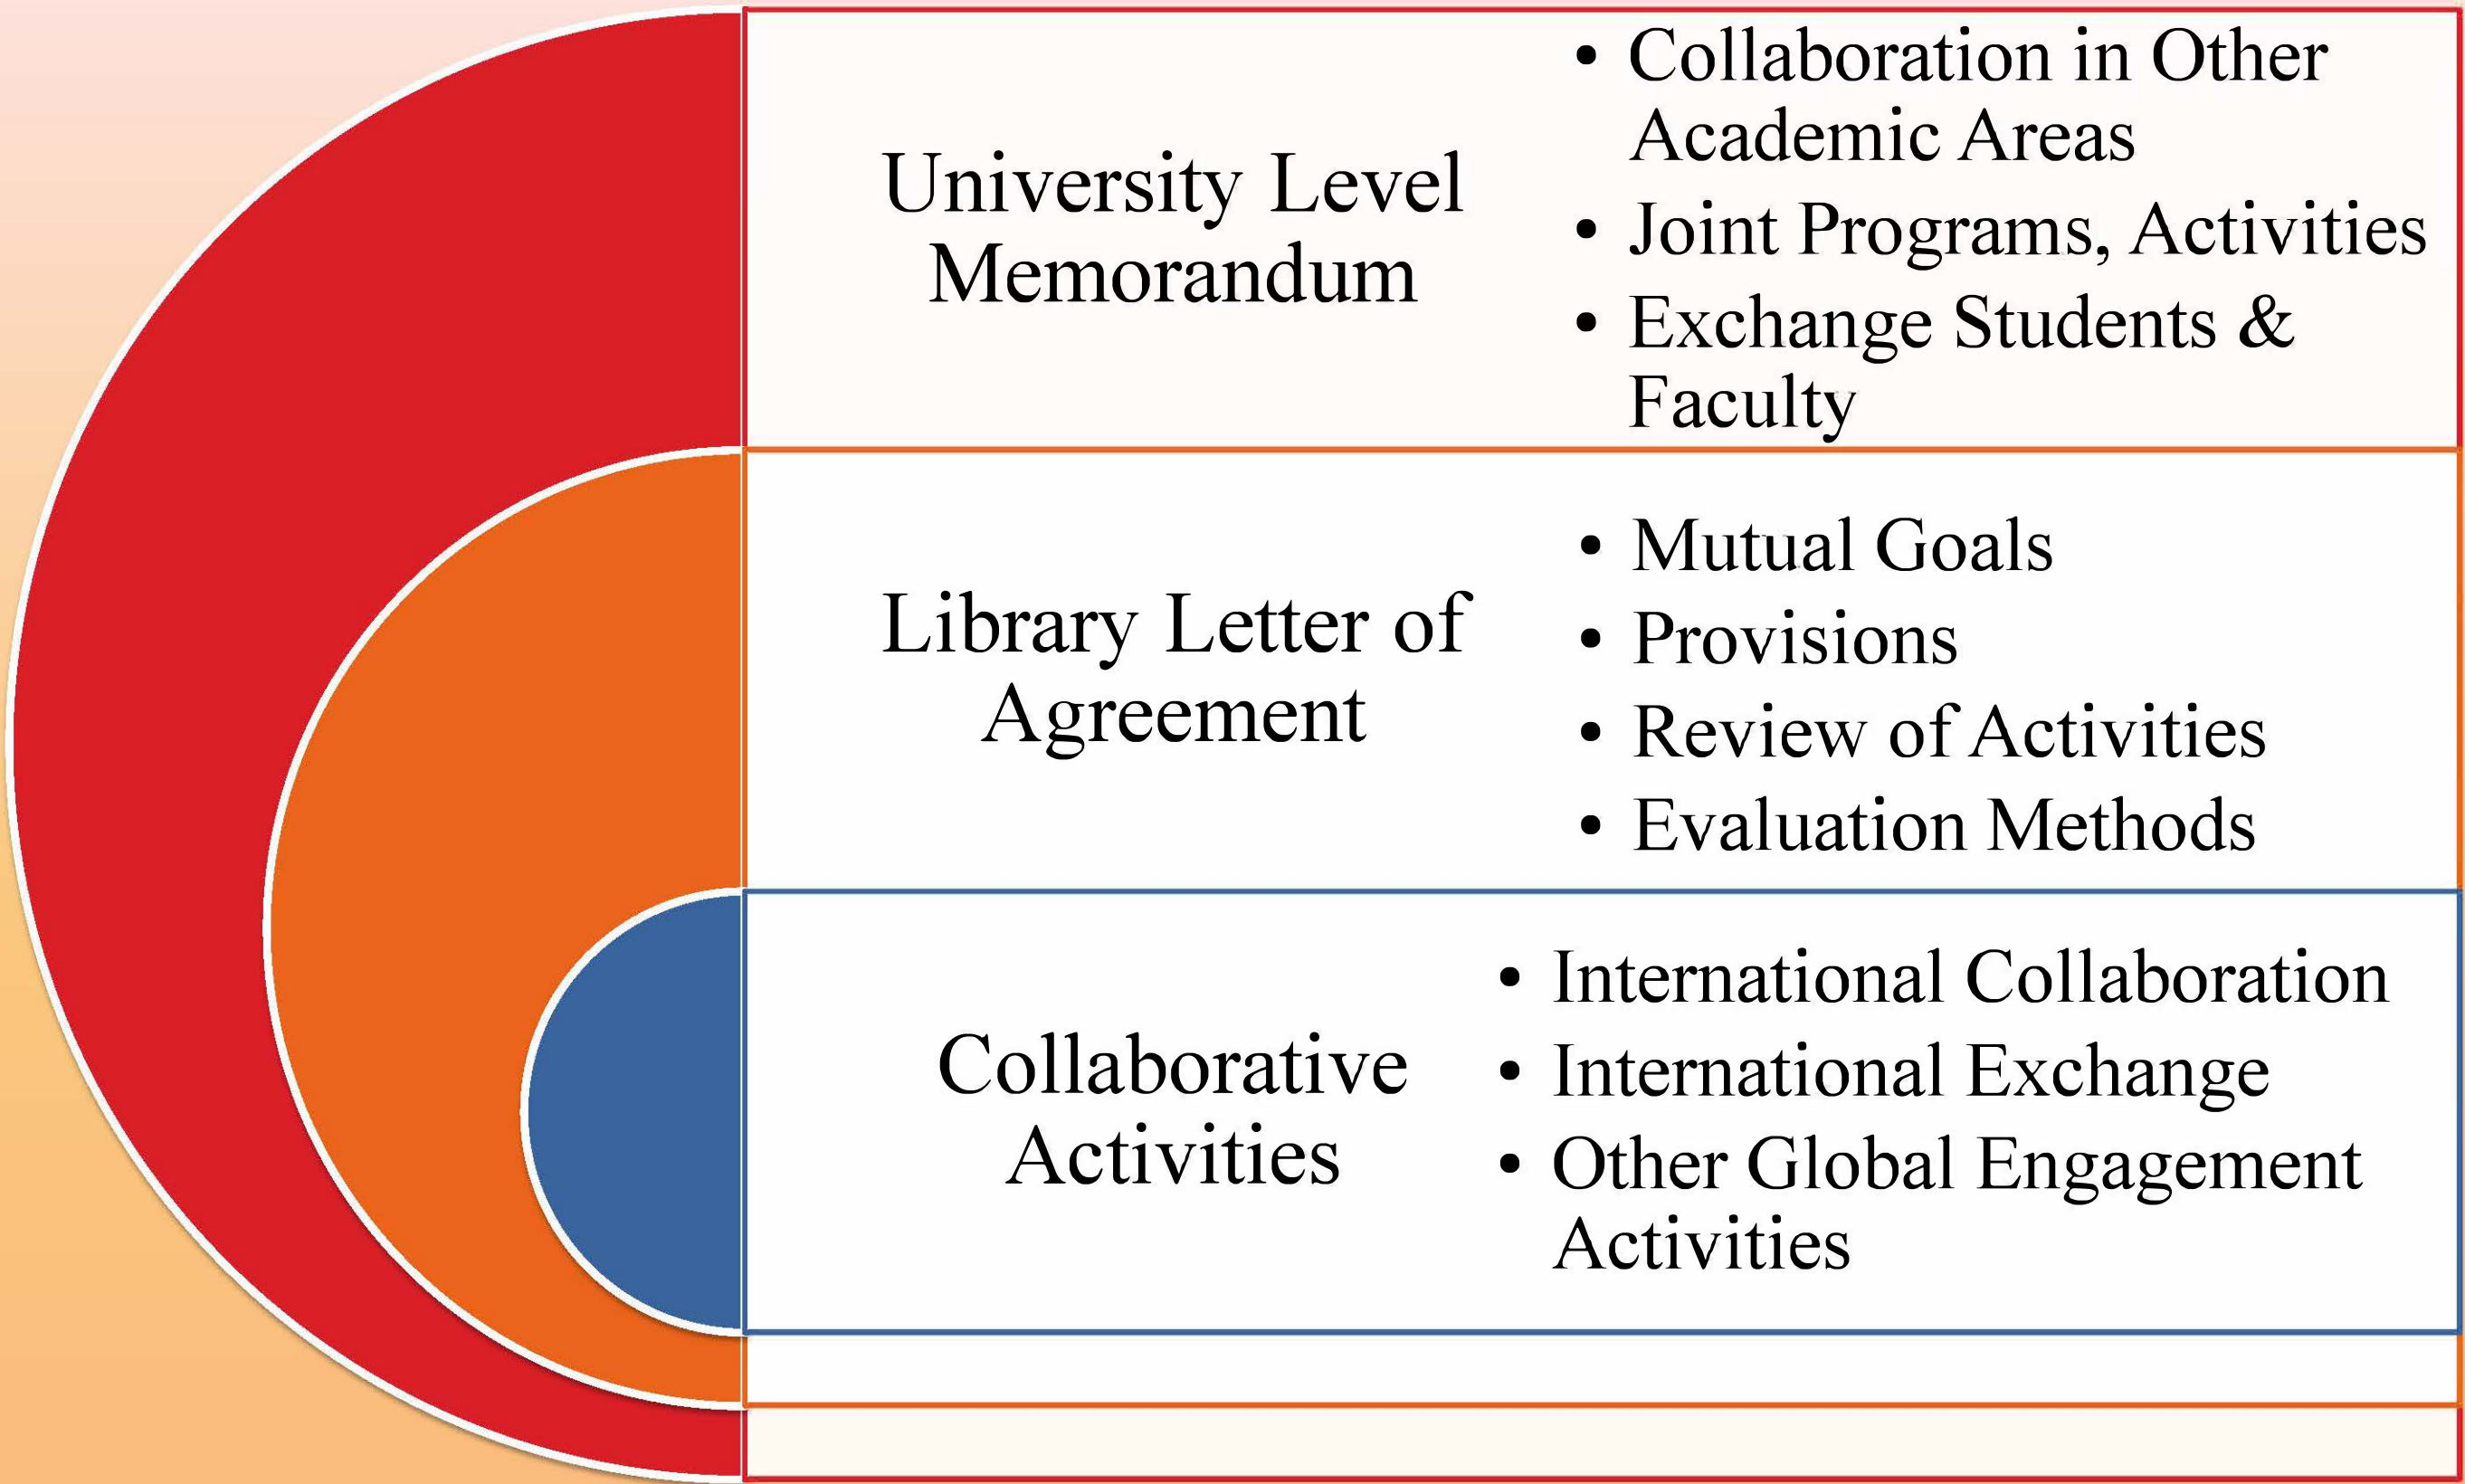 University Level
Memorandum
• Collaboration in Other
Academic Areas
• Joint Programs, Activities
• Exchange Students &
Faculty
Library Letter of
Agreement
• Mutual Goals
• Provisions
• Review of Activities
• Evaluation Methods
Collaborative
Activities
• International Collaboration
• International Exchange
• Other Global Engagement
Activities